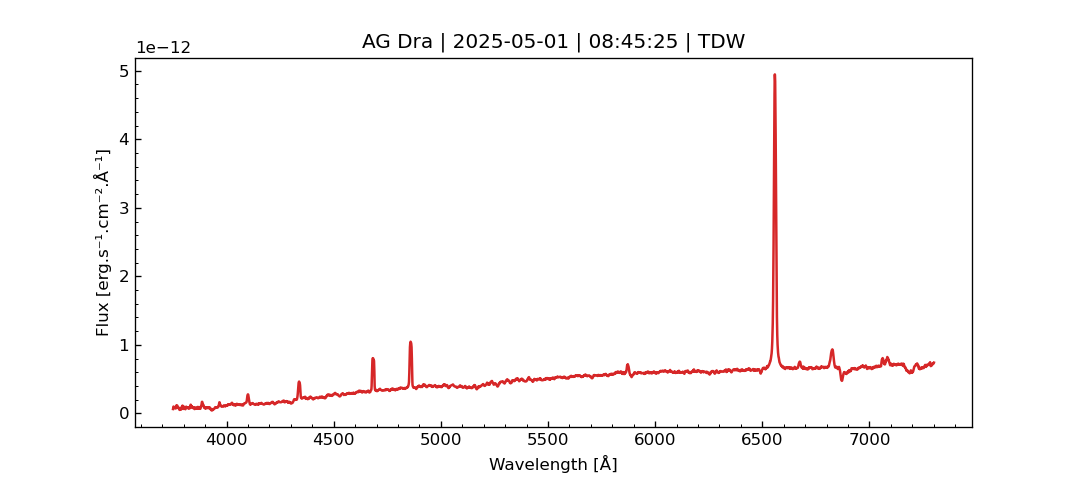 AG Dra | 2025-05-01 | 08:45:25 | TDW
1e−12
5
4
3
2
1
0
Flux [erg.s⁻¹.cm⁻².Å⁻¹]
4000 4500 5000 5500 6000 6500 7000
Wavelength [Å]